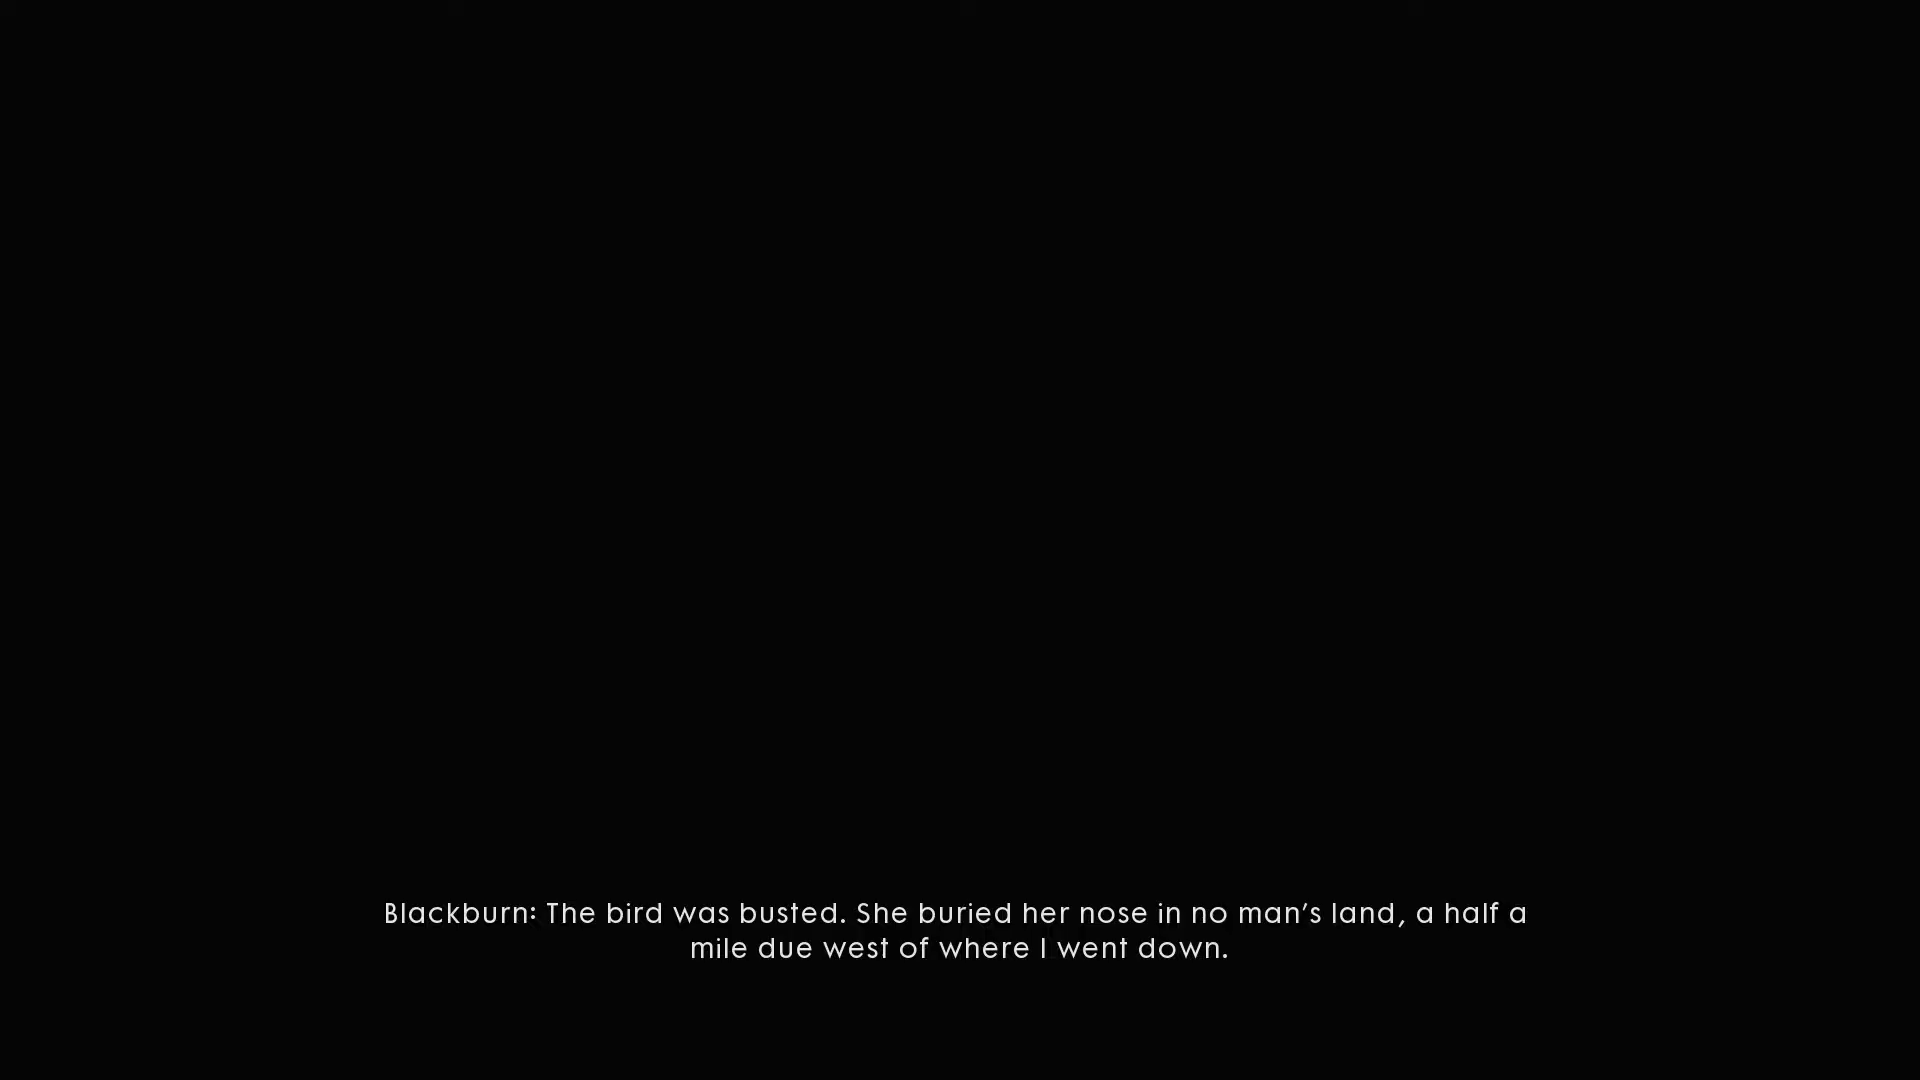 Blackburn: The bird was busted. She buried her nose in no man's land, a half a
mile due west of where I went down.